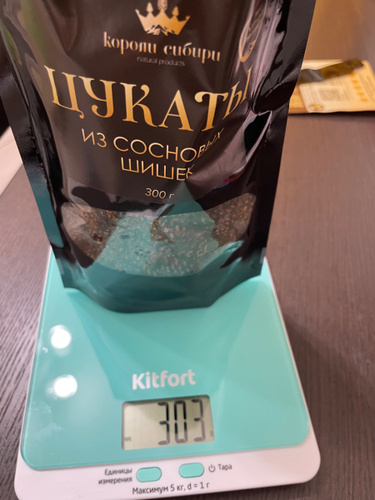 короли сибири
natural products
ЦУКАТЫ
ИЗ СОСНОВЫХ
ШИШЕК
300 г
Kitfort
303
Единицы
измерения
Тара
Максимум 5 кг, d = 1 г